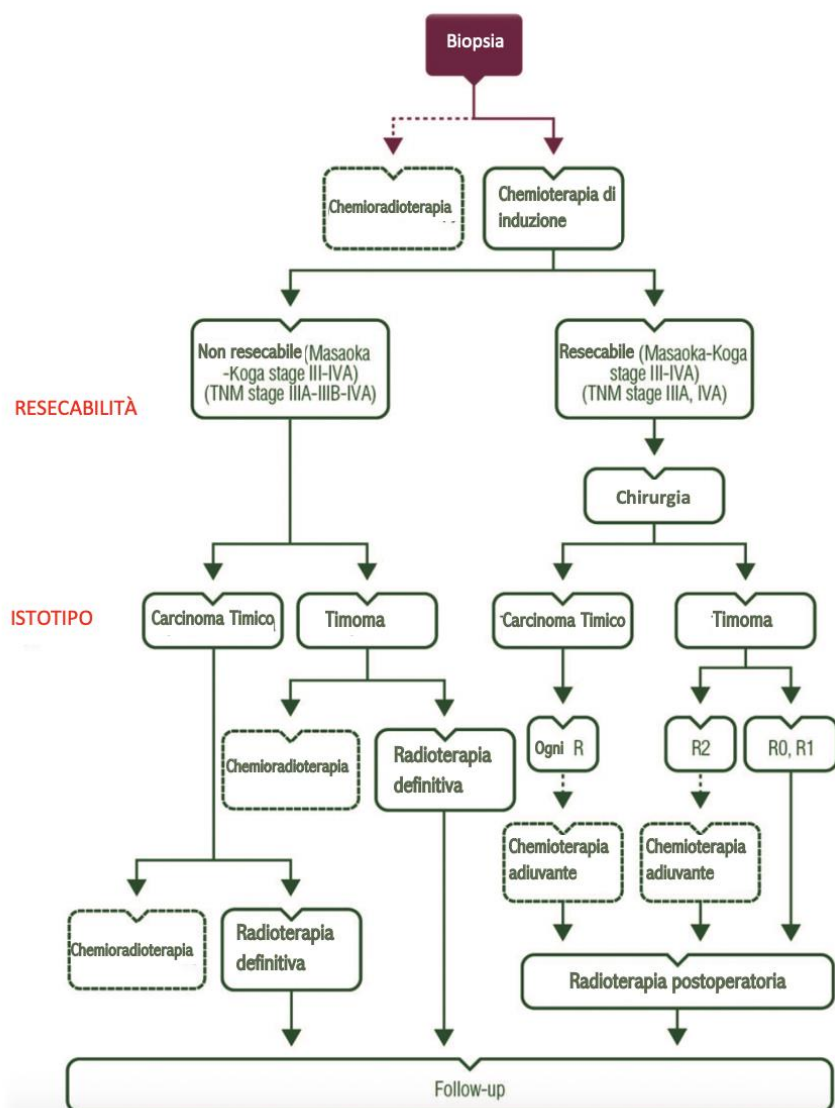 Biopsia
Chemioradioterapia
Chemioterapia di
induzione
Non resecabile (Masaoka
-Koga stage III-IVA)
(TNM stage IIIA-IIIB-IVA)
Resecabile (Masaoka-Koga
stage III-IVA)
(TNM stage IIIA, IVA)
RESECABILITÀ
Chirurgia
ISTOTIPO
Carcinoma Timico
Timoma
Carcinoma Timico
Timoma
Chemioradioterapia
Radioterapia
definitiva
Ogni R
R2
R0, R1
Chemioterapia
adiuvante
Chemioterapia
adiuvante
Chemioradioterapia
Radioterapia
definitiva
Radioterapia postoperatoria
Follow-up